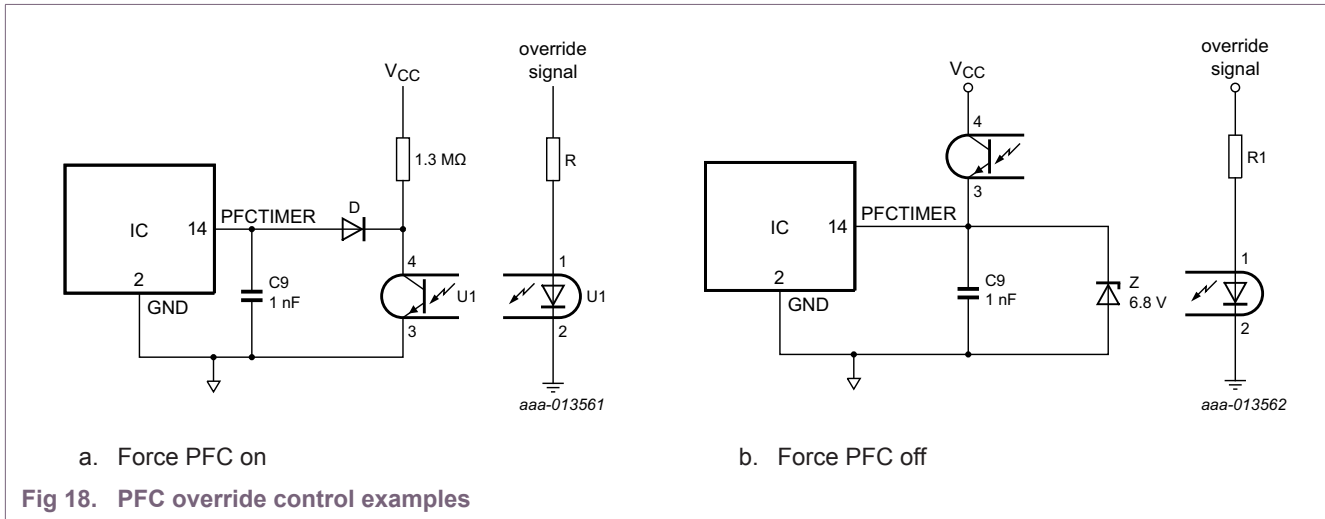 override
signal
VCC
1.3 MΩ
R
D
PFCTIMER
14
IC
2
GND
C9
1 nF
4
U1
3
1
U1
2
aaa-013561
a. Force PFC on
override
signal
VCC
4
3
R1
PFCTIMER
14
IC
2
GND
C9
1 nF
Z
6.8 V
1
2
aaa-013562
b. Force PFC off
Fig 18. PFC override control examples